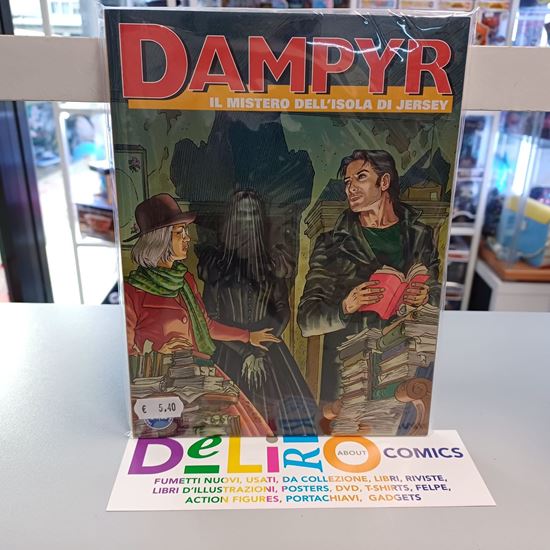 DAMPYR
IL MISTERO DELL'ISOLA DI JERSEY
€ 5,40
DeLiRO ABOUT COMICS
FUMETTI NUOVI, USATI, DA COLLEZIONE, LIBRI, RIVISTE,
LIBRI D'ILLUSTRAZIONI, POSTERS, DVD, T-SHIRTS, FELPE,
ACTION FIGURES, PORTACHIAVI, GADGETS